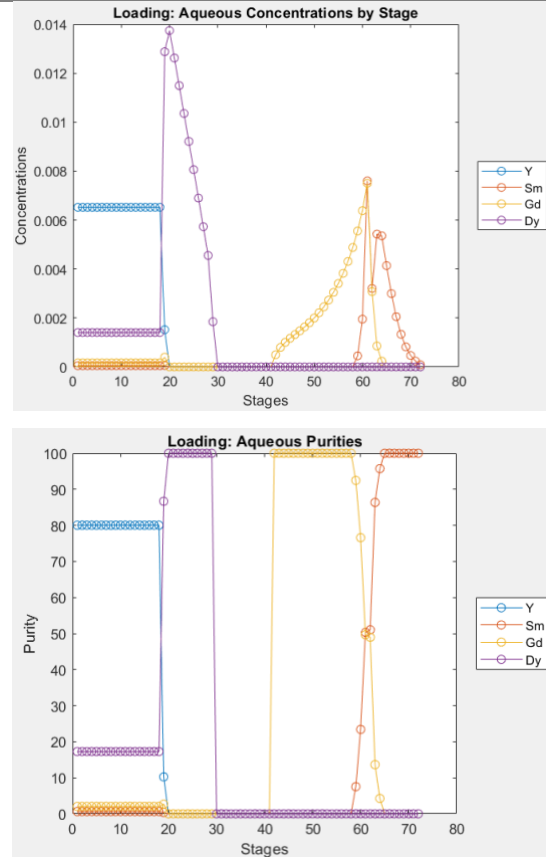 Loading: Aqueous Concentrations by Stage
0.014
0.012
0.01
0.008
0.006
0.004
0.002
0
Concentrations
0 10 20 30 40 50 60 70 80
Stages
Y
Sm
Gd
Dy
Loading: Aqueous Purities
100
90
80
70
60
50
40
30
20
10
0
Purity
0 10 20 30 40 50 60 70 80
Stages
Y
Sm
Gd
Dy